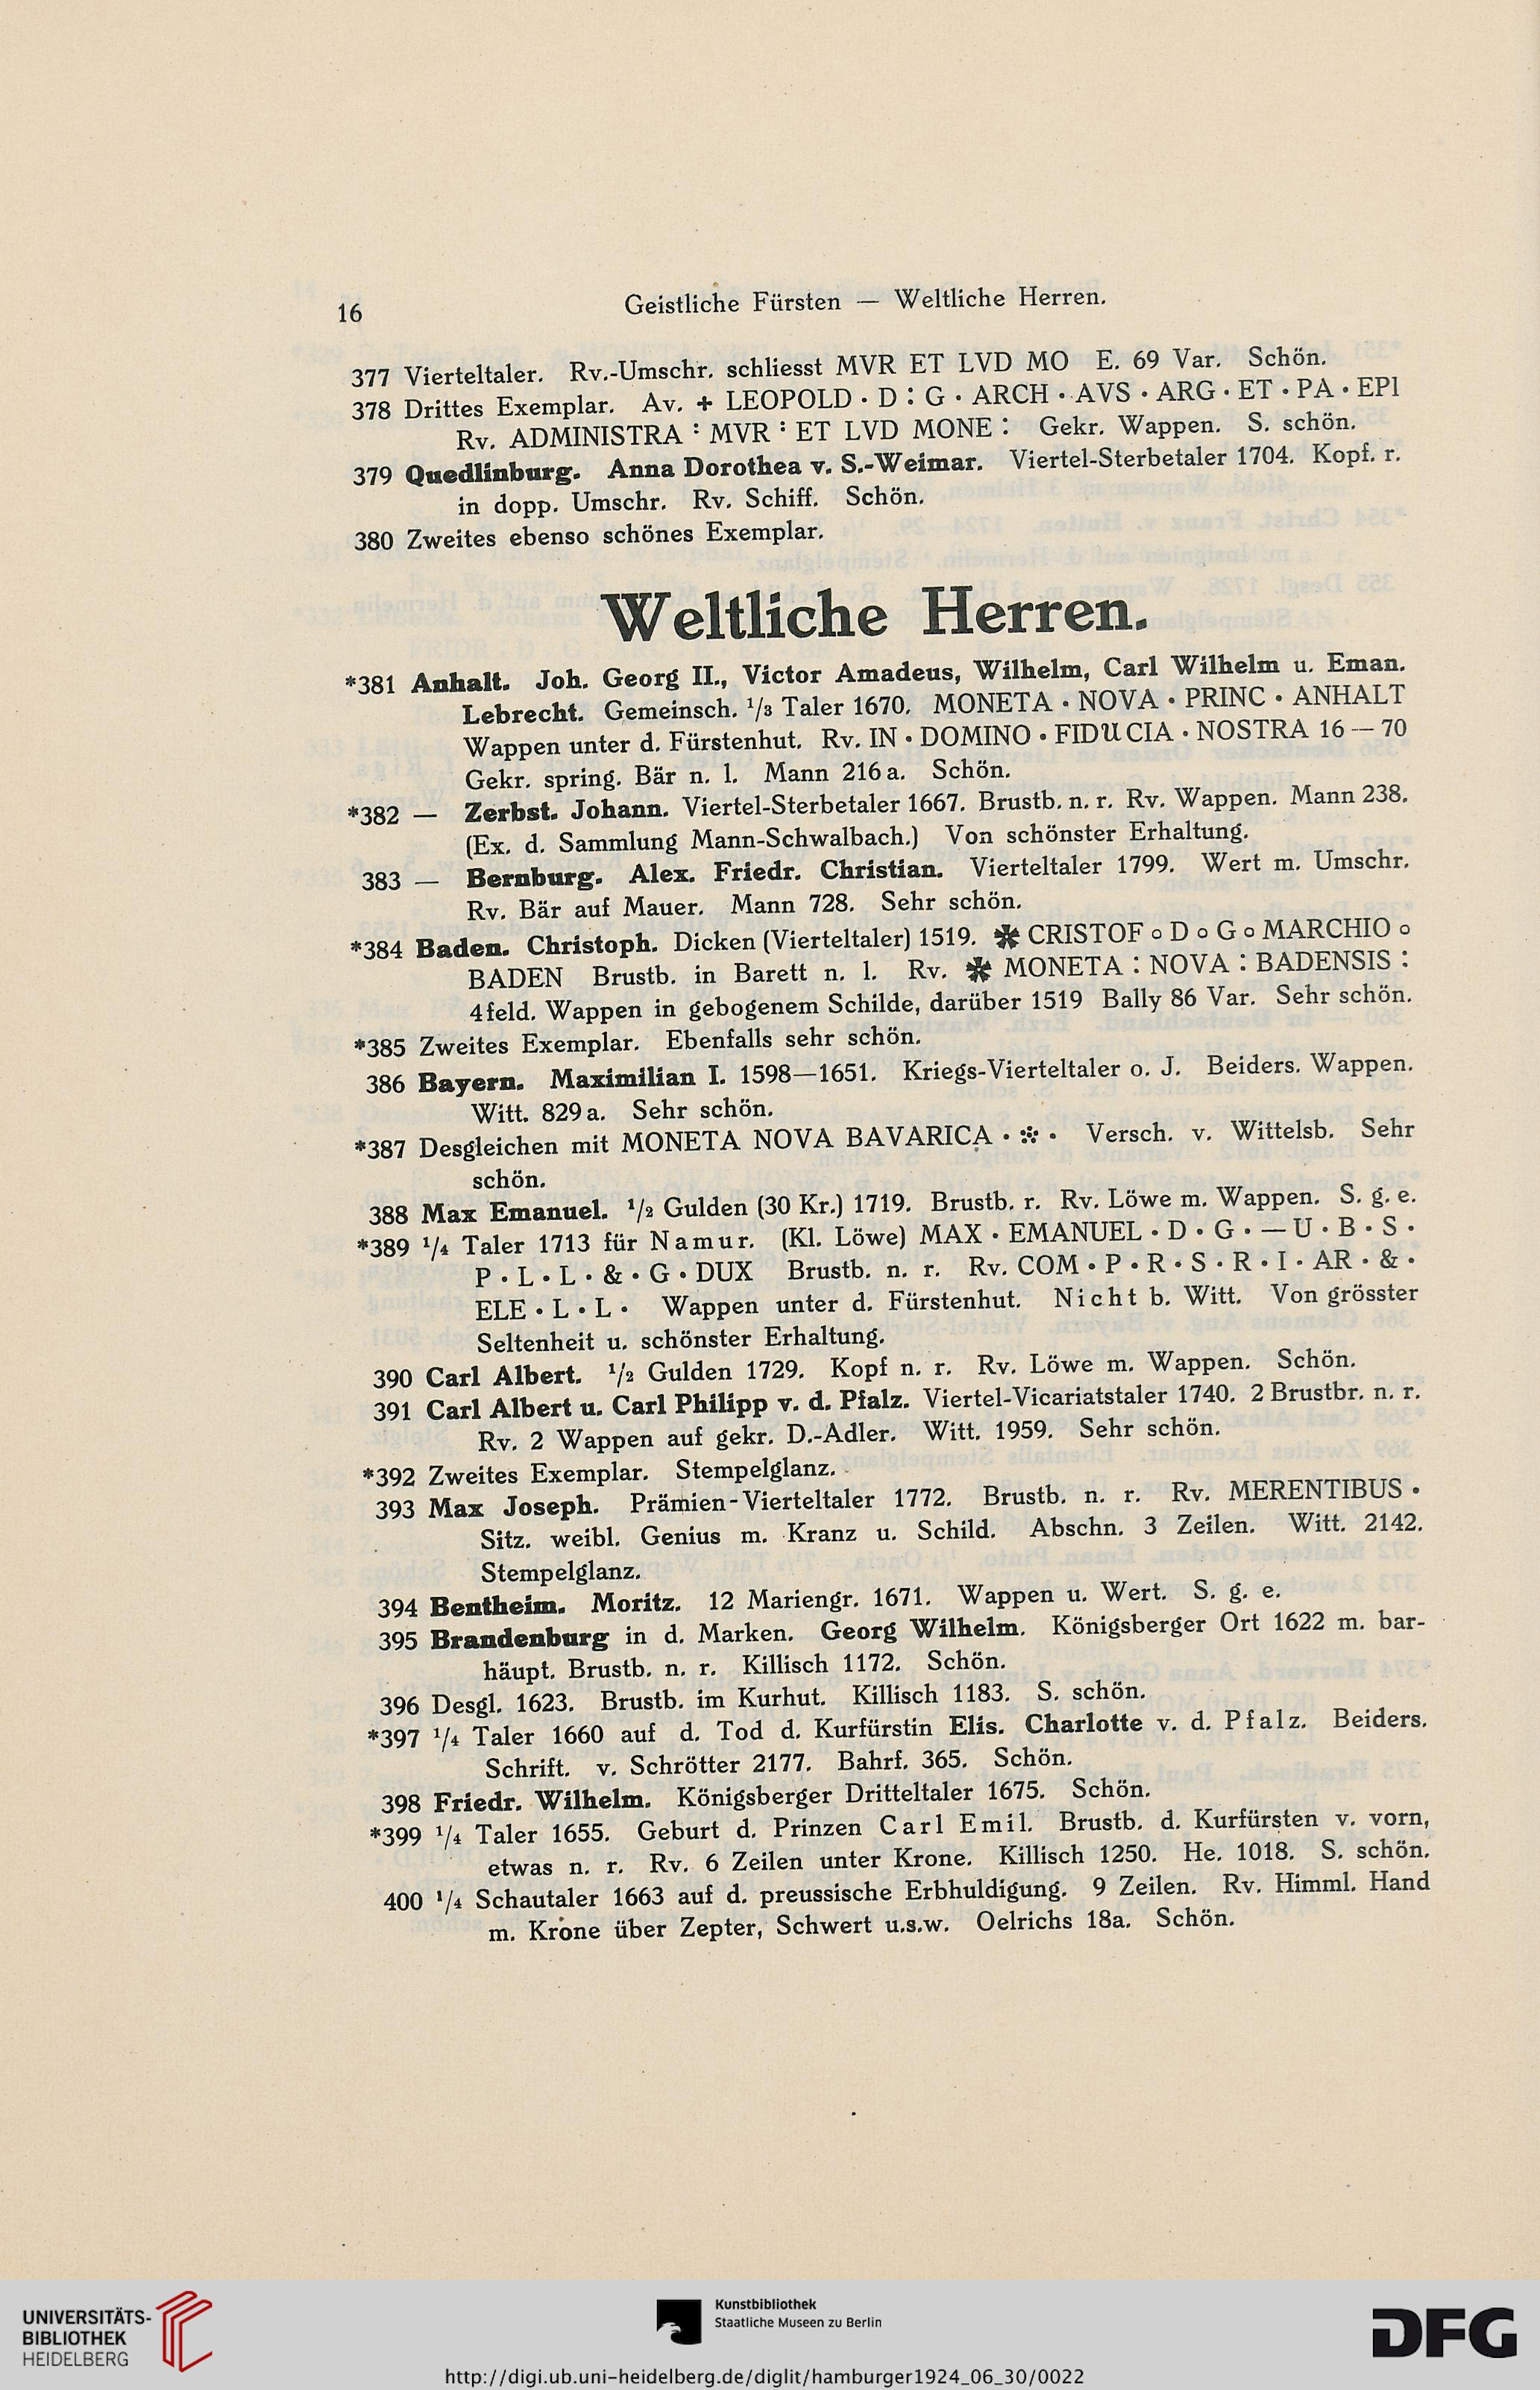 16
Geistliche Fürsten — Weltliche Herren.
377 Vierteltaler. Rv.-Umschr. schliesst MVR ET LVD MO E. 69 Var. Schön.
378 Drittes Exemplar. Av. + LEOPOLD · D : G · ARCH · AVS · ARG · ET · PA · EPI
Rv. ADMINISTRA : MVR : ET LVD MONE : Gekr. Wappen. S. schön.
379 Quedlinburg. Anna Dorothea v. S.-Weimar. Viertel-Sterbetaler 1704. Kopf. r.
in dopp. Umschr. Rv. Schiff. Schön.
380 Zweites ebenso schönes Exemplar.
Weltliche Herren.
*381 Anhalt. Joh. Georg II., Victor Amadeus, Wilhelm, Carl Wilhelm u. Eman.
Lebrecht. Gemeinsch. 1/3 Taler 1670. MONETA · NOVA · PRINC · ANHALT
Wappen unter d. Fürstenhut. Rv. IN · DOMINO · FIDUCIA · NOSTRA 16 — 70
Gekr. spring. Bär n. l. Mann 216 a. Schön.
*382 — Zerbst. Johann. Viertel-Sterbetaler 1667. Brustb. n. r. Rv. Wappen. Mann 238.
(Ex. d. Sammlung Mann-Schwalbach.) Von schönster Erhaltung.
383 — Bernburg. Alex. Friedr. Christian. Vierteltaler 1799. Wert m. Umschr.
Rv. Bär auf Mauer. Mann 728. Sehr schön.
*384 Baden. Christoph. Dicken (Vierteltaler) 1519. ✽ CRISTOF o D o G o MARCHIO o
BADEN Brustb. in Barett n. l. Rv. ✽ MONETA : NOVA : BADENSIS :
4feld. Wappen in gebogenem Schilde, darüber 1519 Bally 86 Var. Sehr schön.
*385 Zweites Exemplar. Ebenfalls sehr schön.
386 Bayern. Maximilian I. 1598—1651. Kriegs-Vierteltaler o. J. Beiders. Wappen.
Witt. 829 a. Sehr schön.
*387 Desgleichen mit MONETA NOVA BAVARICA · ⁘ · Versch. v. Wittelsb. Sehr
schön.
388 Max Emanuel. 1/2 Gulden (30 Kr.) 1719. Brustb. r. Rv. Löwe m. Wappen. S. g. e.
*389 1/4 Taler 1713 für Namur. (Kl. Löwe) MAX · EMANUEL · D · G · — U · B · S ·
P · L · L · & · G · DUX Brustb. n. r. Rv. COM · P · R · S · R · I · AR · & ·
ELE · L · L · Wappen unter d. Fürstenhut. Nicht b. Witt. Von grösster
Seltenheit u. schönster Erhaltung.
390 Carl Albert. 1/2 Gulden 1729. Kopf n. r. Rv. Löwe m. Wappen. Schön.
391 Carl Albert u. Carl Philipp v. d. Pfalz. Viertel-Vicariatstaler 1740. 2 Brustbr. n. r.
Rv. 2 Wappen auf gekr. D.-Adler. Witt. 1959. Sehr schön.
*392 Zweites Exemplar. Stempelglanz.
393 Max Joseph. Prämien-Vierteltaler 1772. Brustb. n. r. Rv. MERENTIBUS ·
Sitz. weibl. Genius m. Kranz u. Schild. Abschn. 3 Zeilen. Witt. 2142.
Stempelglanz.
394 Bentheim. Moritz. 12 Mariengr. 1671. Wappen u. Wert. S. g. e.
395 Brandenburg in d. Marken. Georg Wilhelm. Königsberger Ort 1622 m. bar-
häupt. Brustb. n. r. Killisch 1172. Schön.
396 Desgl. 1623. Brustb. im Kurhut. Killisch 1183. S. schön.
*397 1/4 Taler 1660 auf d. Tod d. Kurfürstin Elis. Charlotte v. d. Pfalz. Beiders.
Schrift. v. Schrötter 2177. Bahrf. 365. Schön.
398 Friedr. Wilhelm. Königsberger Dritteltaler 1675. Schön.
*399 1/4 Taler 1655. Geburt d. Prinzen Carl Emil. Brustb. d. Kurfürsten v. vorn,
etwas n. r. Rv. 6 Zeilen unter Krone. Killisch 1250. He. 1018. S. schön.
400 1/4 Schautaler 1663 auf d. preussische Erbhuldigung. 9 Zeilen. Rv. Himml. Hand
m. Krone über Zepter, Schwert u.s.w. Oelrichs 18a. Schön.
UNIVERSITÄTS-
BIBLIOTHEK
HEIDELBERG
Kunstbibliothek
Staatliche Museen zu Berlin
DFG
http://digi.ub.uni-heidelberg.de/diglit/hamburger1924_06_30/0022